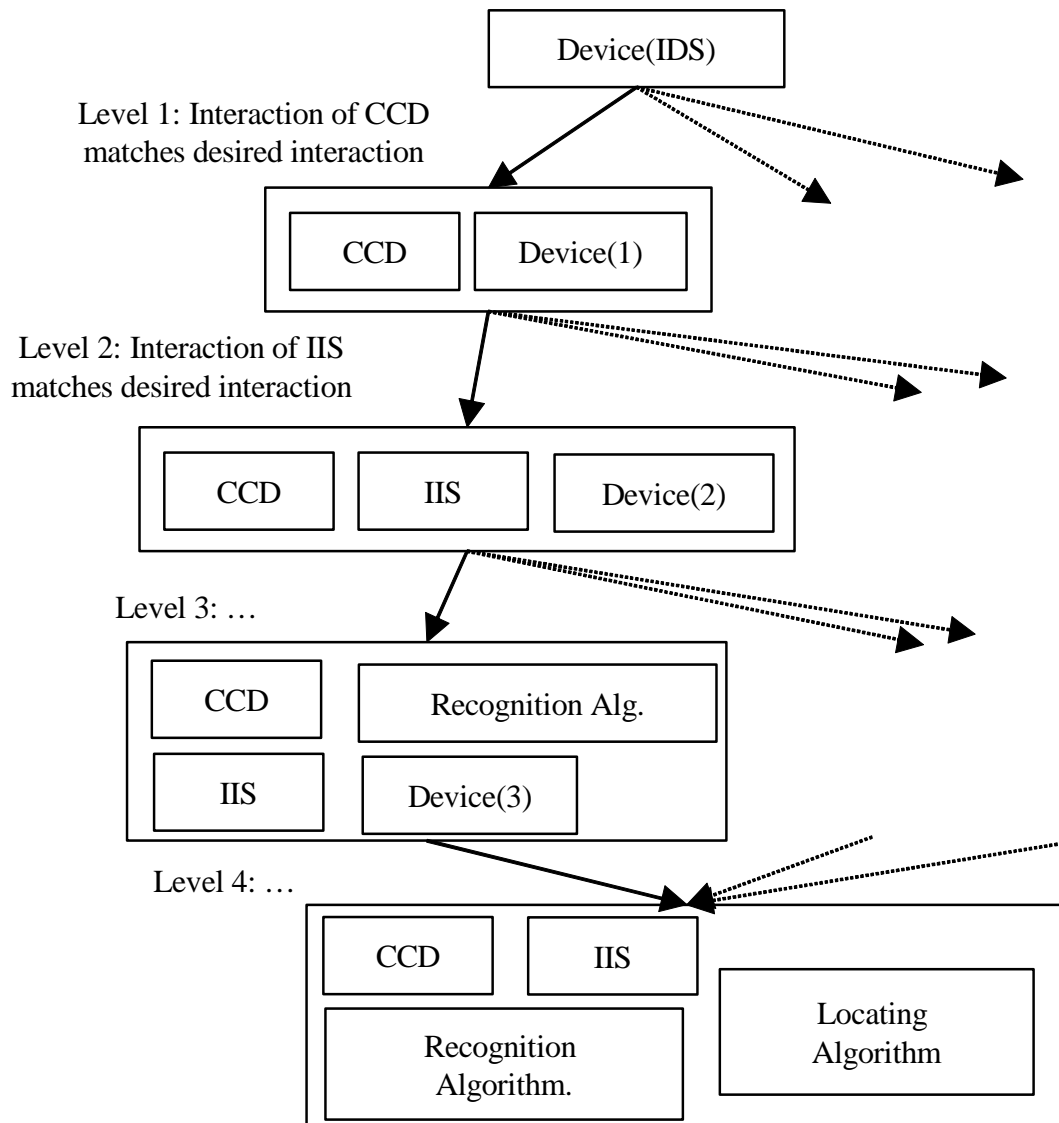 Device(IDS)
Level 1: Interaction of CCD
matches desired interaction
CCD
Device(1)
Level 2: Interaction of IIS
matches desired interaction
CCD
IIS
Device(2)
Level 3: …
CCD
Recognition Alg.
IIS
Device(3)
Level 4: …
CCD
IIS
Locating
Algorithm
Recognition
Algorithm.